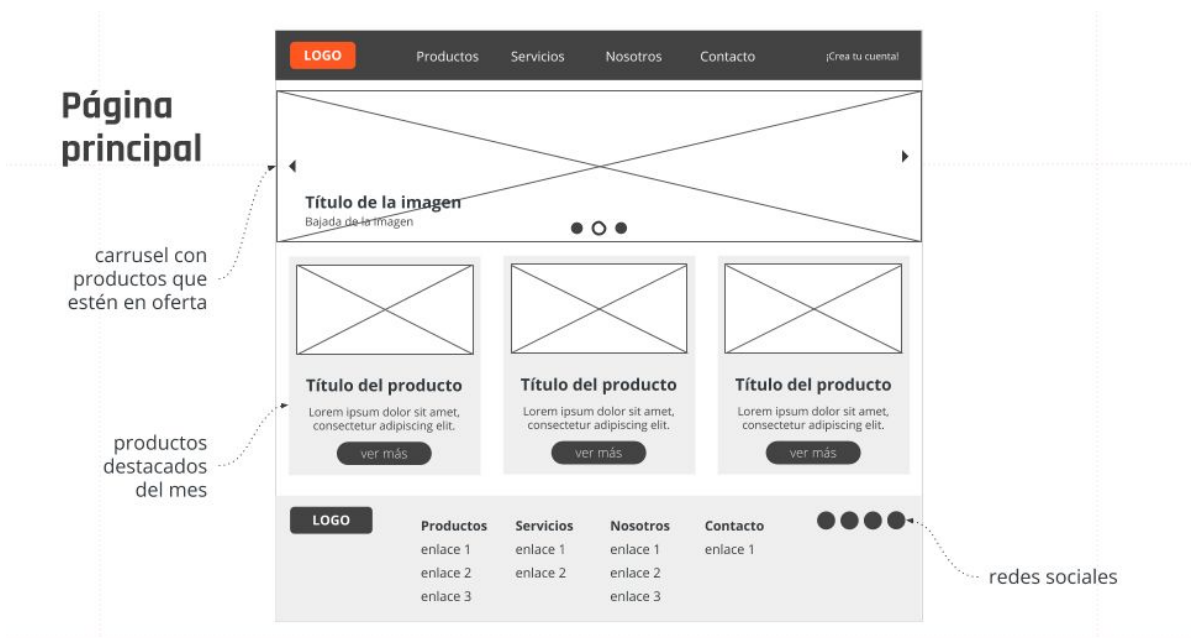 LOGO
Productos Servicios Nosotros Contacto ¡Crea tu cuenta!
Página
principal
Título de la imagen
Bajada de la imagen
carrusel con
productos que
estén en oferta
Título del producto
Lorem ipsum dolor sit amet,
consectetur adipiscing elit.
ver más
Título del producto
Lorem ipsum dolor sit amet,
consectetur adipiscing elit.
ver más
Título del producto
Lorem ipsum dolor sit amet,
consectetur adipiscing elit.
ver más
productos
destacados
del mes
LOGO
Productos
enlace 1
enlace 2
enlace 3
Servicios
enlace 1
enlace 2
Nosotros
enlace 1
enlace 2
enlace 3
Contacto
enlace 1
redes sociales